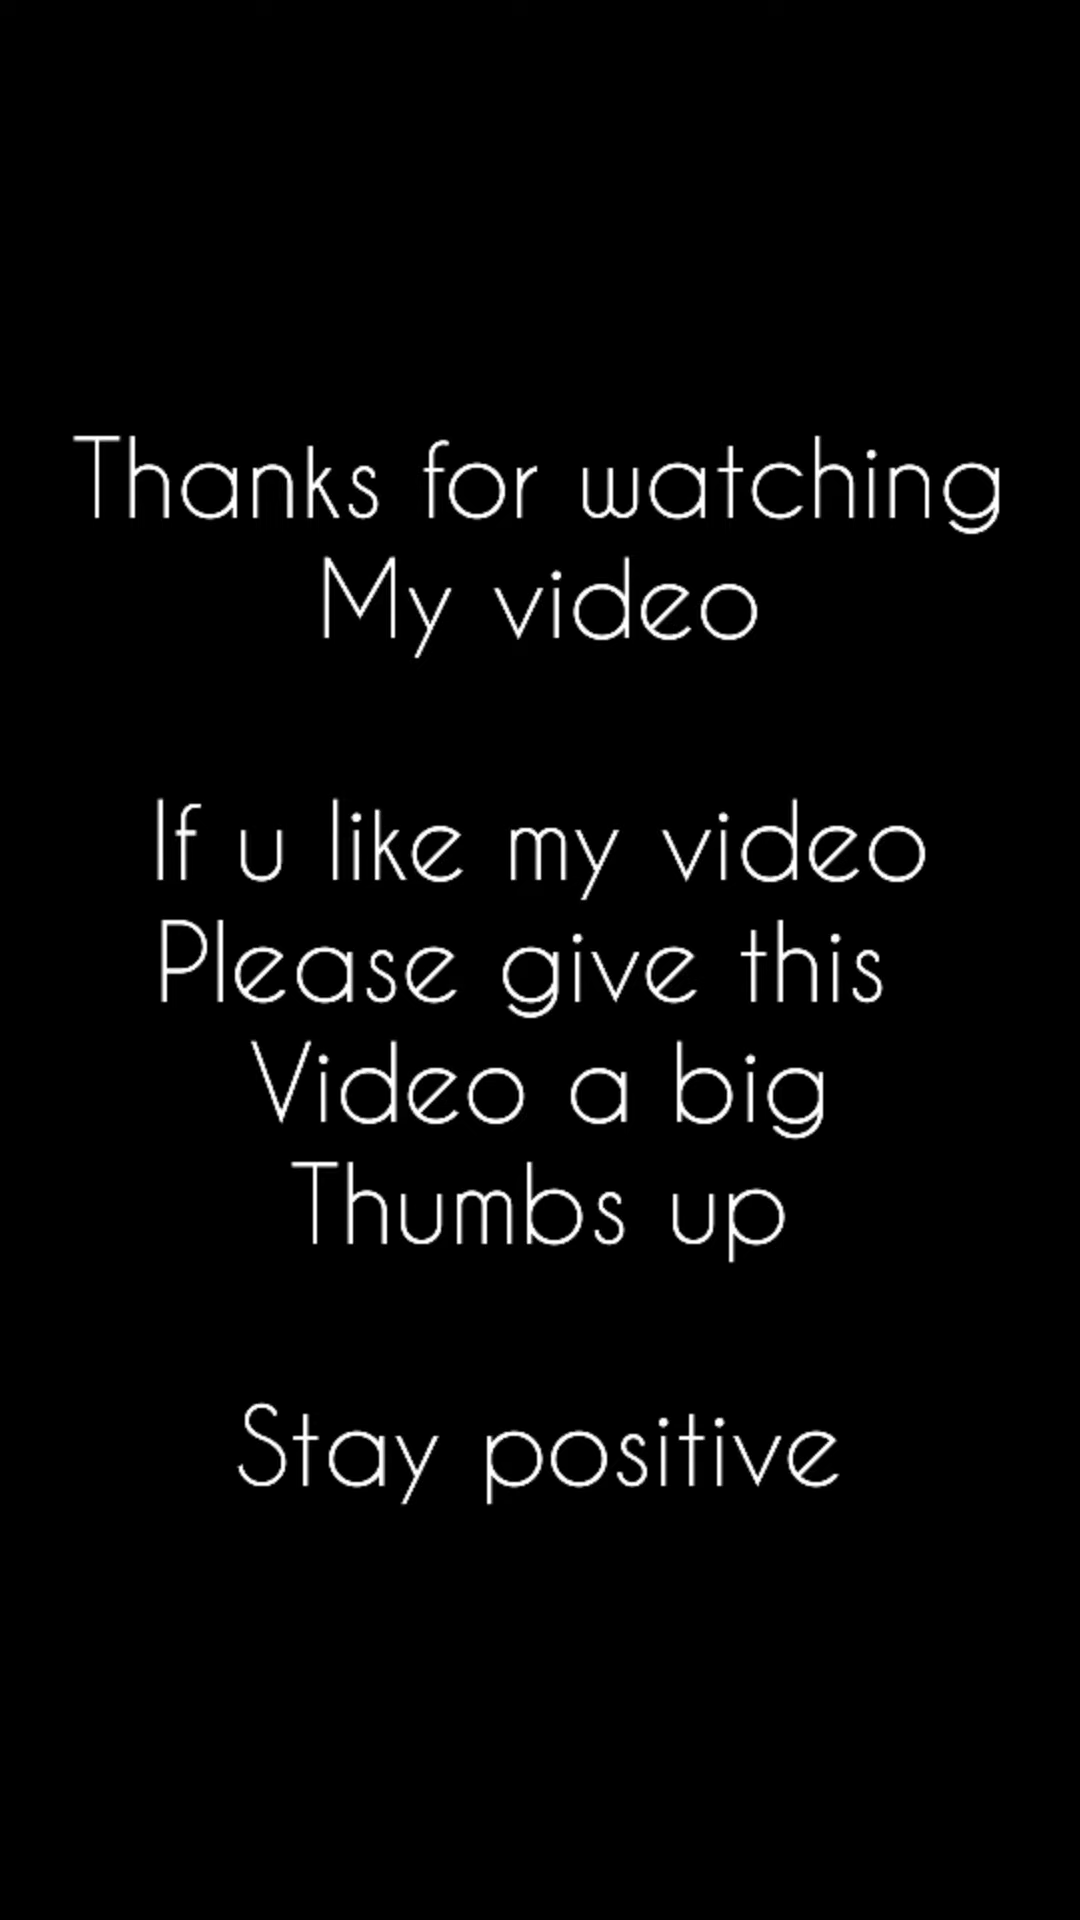 Thanks for watching
My video
If u like my video
Please give this
Video a big
Thumbs up
Stay positive